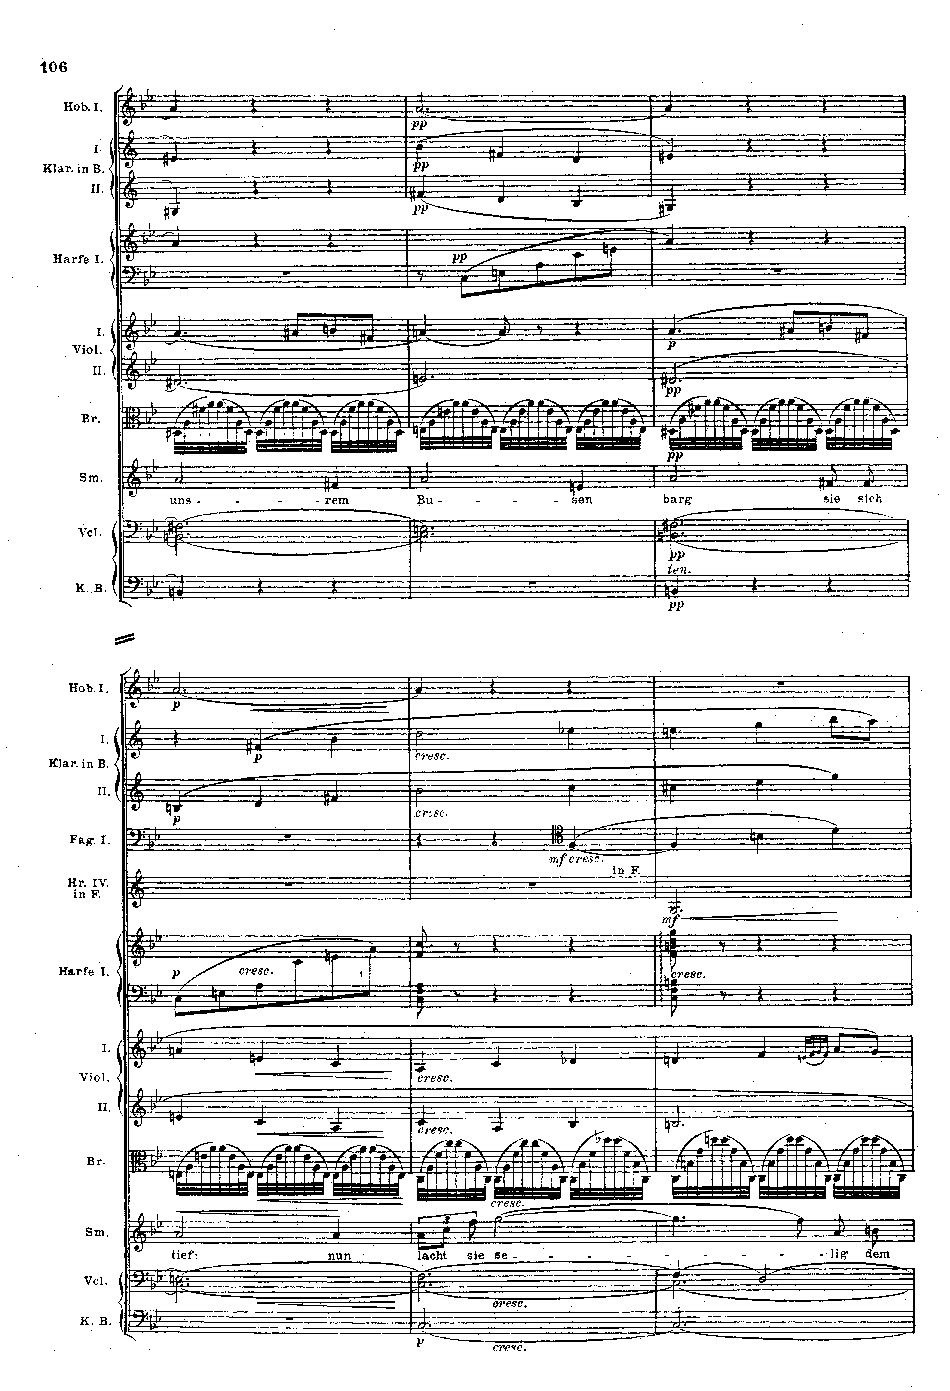 106
Hob. I.
pp
I.
Klar. in B.
pp
II.
pp
Harfe I.
pp
I.
Viol.
p
II.
pp
Br.
pp
Sm.
uns - - - - rem Bu - - - - sen barg sie sich
Vcl.
pp
ten.
K. B.
pp
Hob. I.
p
I.
p cresc.
Klar. in B.
II.
p cresc.
Fag. I.
mf cresc.
Hr. IV.
in F.
in F.
mf
Harfe I.
p cresc. cresc.
I.
cresc.
Viol.
II.
cresc.
Br.
cresc.
Sm.
tief: nun lacht sie se - - - - - - - - lig dem
Vcl.
cresc.
K. B.
p cresc.